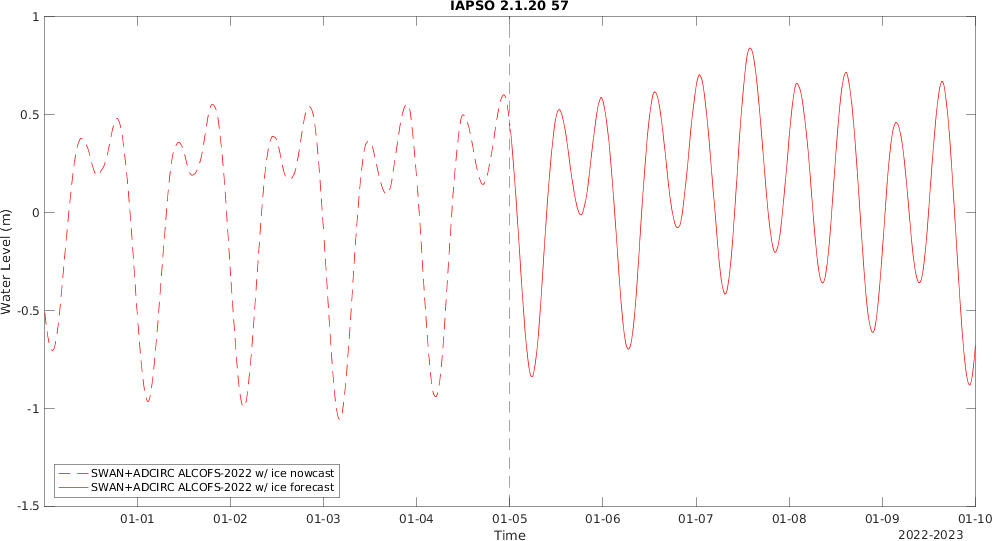 IAPSO 2.1.20 57
1
0.5
0
-0.5
-1
-1.5
Water Level (m)
SWAN+ADCIRC ALCOFS-2022 w/ ice nowcast
SWAN+ADCIRC ALCOFS-2022 w/ ice forecast
01-01 01-02 01-03 01-04 01-05 01-06 01-07 01-08 01-09 01-10
Time
2022-2023